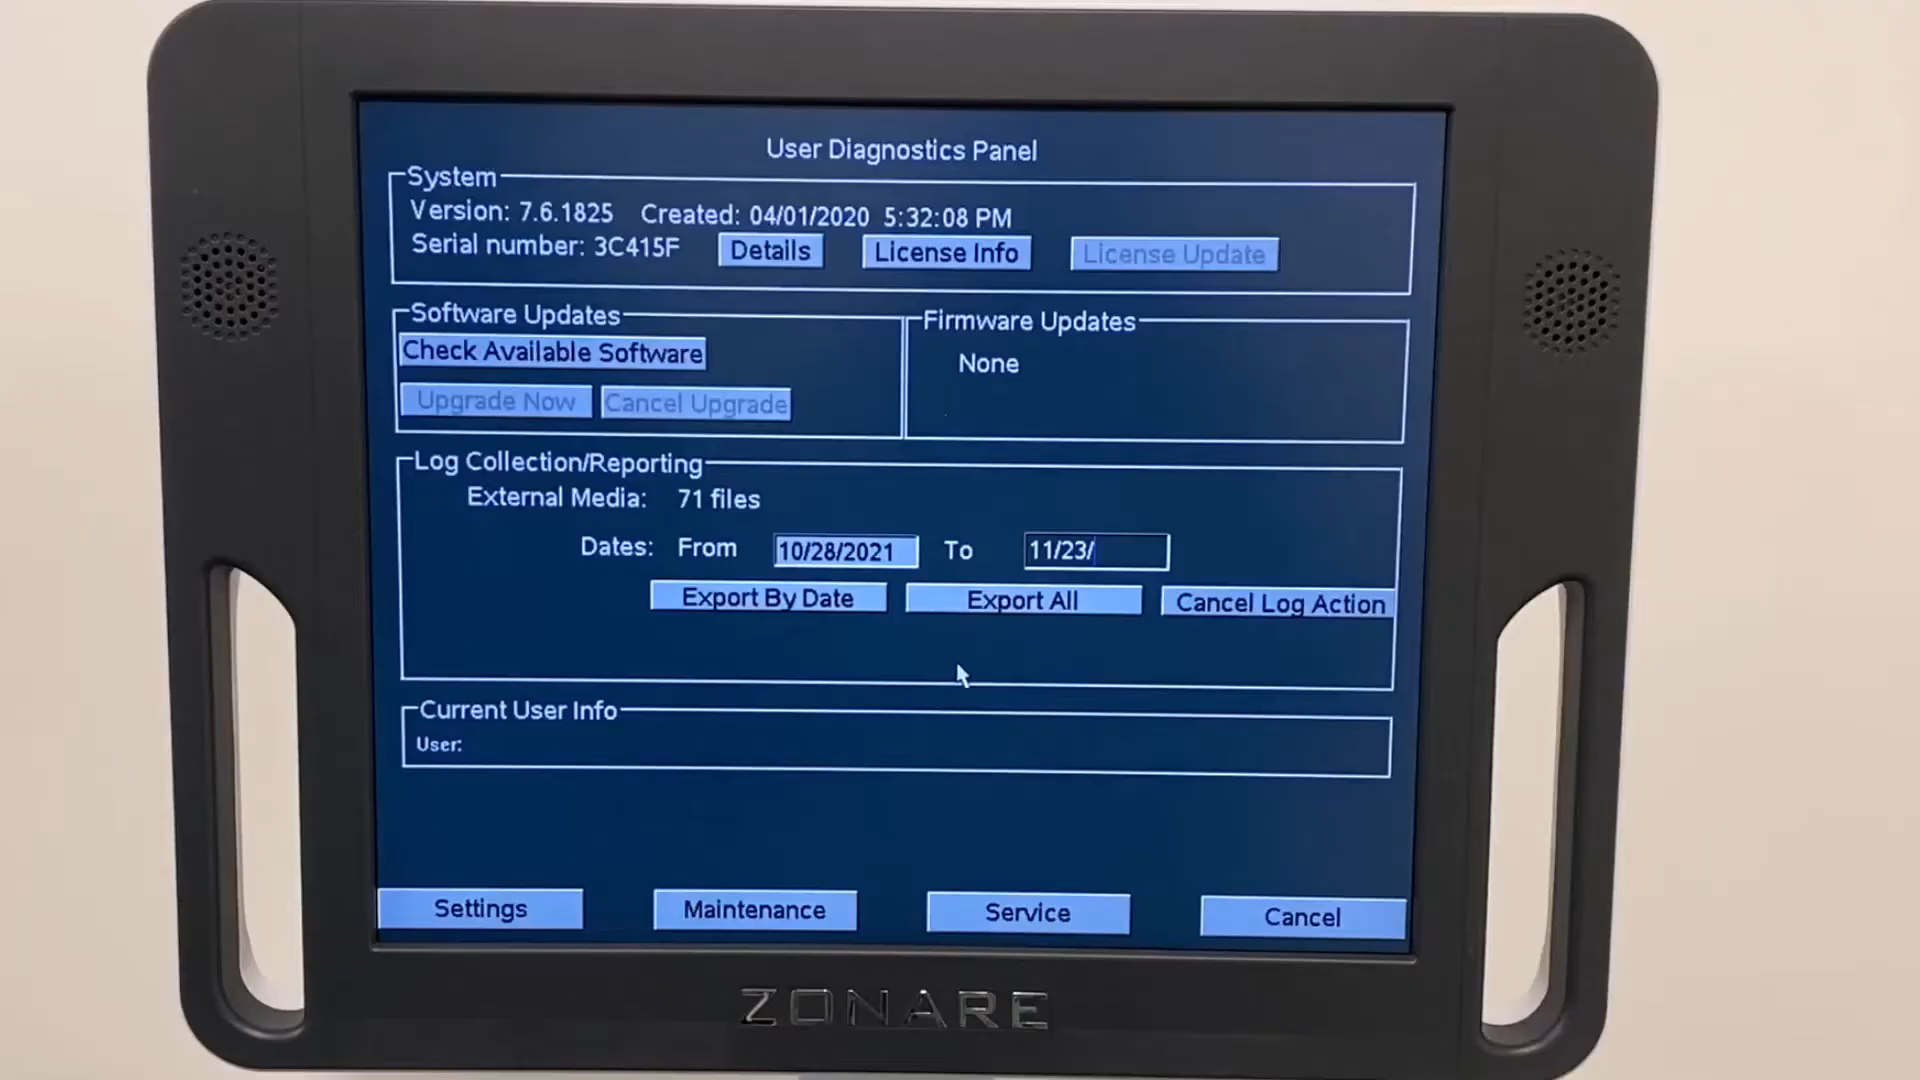 User Diagnostics Panel
System
Version: 7.6.1825 Created: 04/01/2020 5:32:08 PM
Serial number: 3C415F Details License Info License Update
Software Updates Firmware Updates
Check Available Software None
Upgrade Now Cancel Upgrade
Log Collection/Reporting
External Media: 71 files
Dates: From 10/28/2021 To 11/23/
Export By Date Export All Cancel Log Action
Current User Info
User:
Settings Maintenance Service Cancel
ZONARE